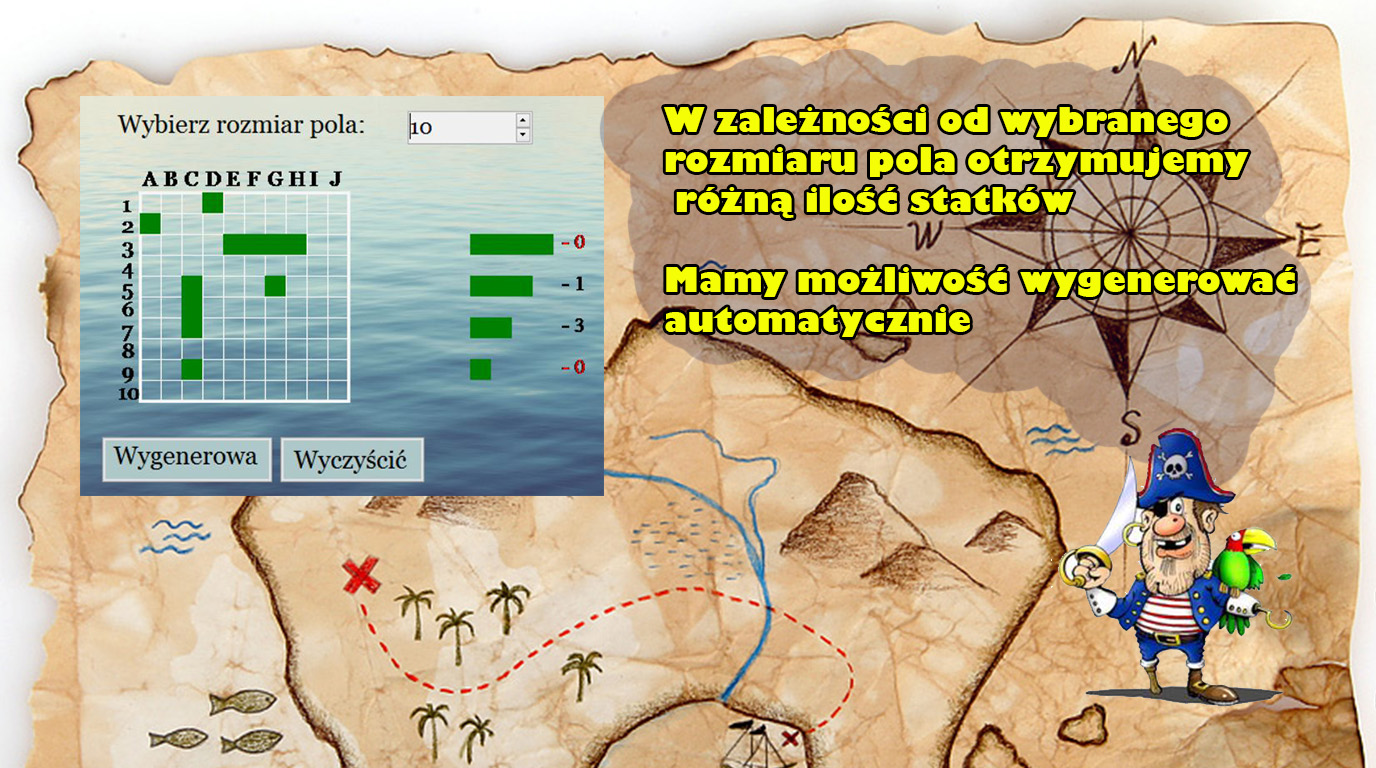 Wybierz rozmiar pola:
10
A B C D E F G H I J
1
2
3
4
5
6
7
8
9
10
- 0
- 1
- 3
- 0
Wygenerowa
Wyczyścić
W zależności od wybranego
rozmiaru pola otrzymujemy
różną ilość statków
Mamy możliwość wygenerować
automatycznie
N
W
E
S